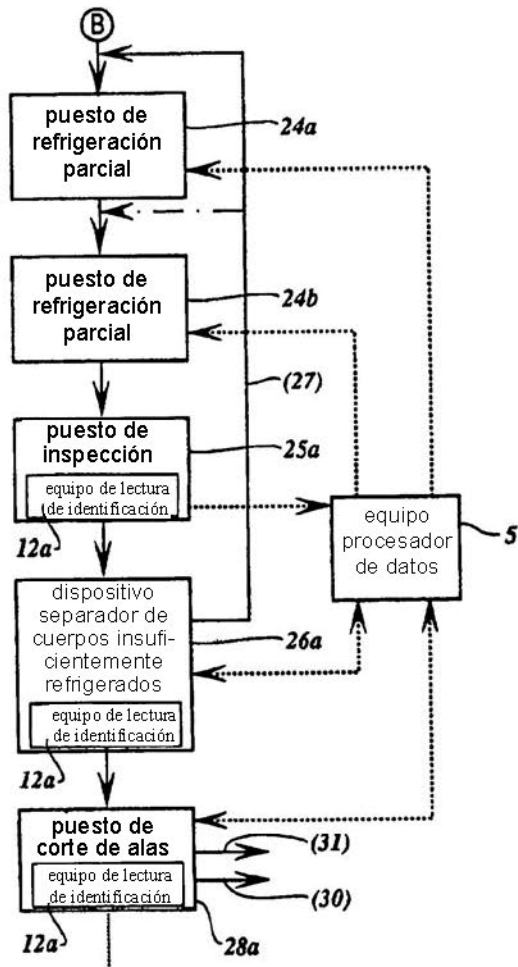 B
puesto de
refrigeración
parcial
24a
puesto de
refrigeración
parcial
24b
(27)
puesto de
inspección
25a
equipo de lectura
de identificación
12a
equipo
procesador
de datos
5
dispositivo
separador de
cuerpos insufi-
cientemente
refrigerados
26a
equipo de lectura
de identificación
12a
puesto de
corte de alas
(31)
equipo de lectura
de identificación
(30)
12a
28a